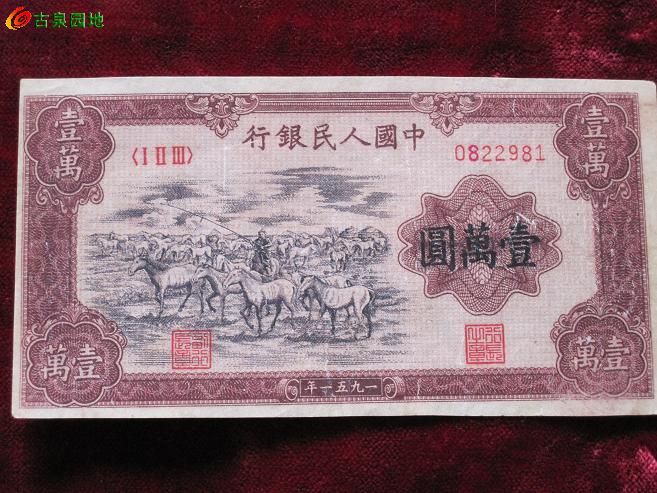 古泉园地
壹萬
行銀民人國中
壹萬
〈I II III〉
0822981
圓萬壹
萬壹
年一五九一
萬壹